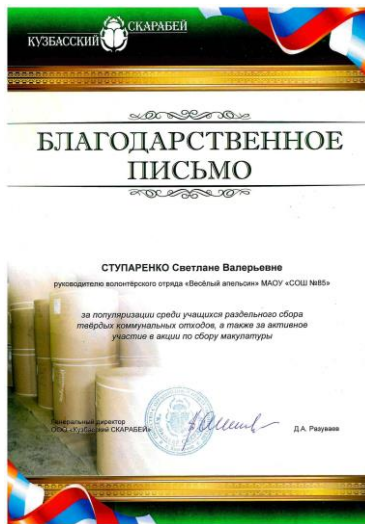 КУЗБАССКИЙ СКАРАБЕЙ
БЛАГОДАРСТВЕННОЕ
ПИСЬМО
СТУПАРЕНКО Светлане Валерьевне
руководителю волонтёрского отряда «Весёлый апельсин» МАОУ «СОШ №85»
за популяризации среди учащихся раздельного сбора
твёрдых коммунальных отходов, а также за активное
участие в акции по сбору макулатуры
Генеральный директор
ООО «Кузбасский СКАРАБЕЙ»
Д.А. Разуваев